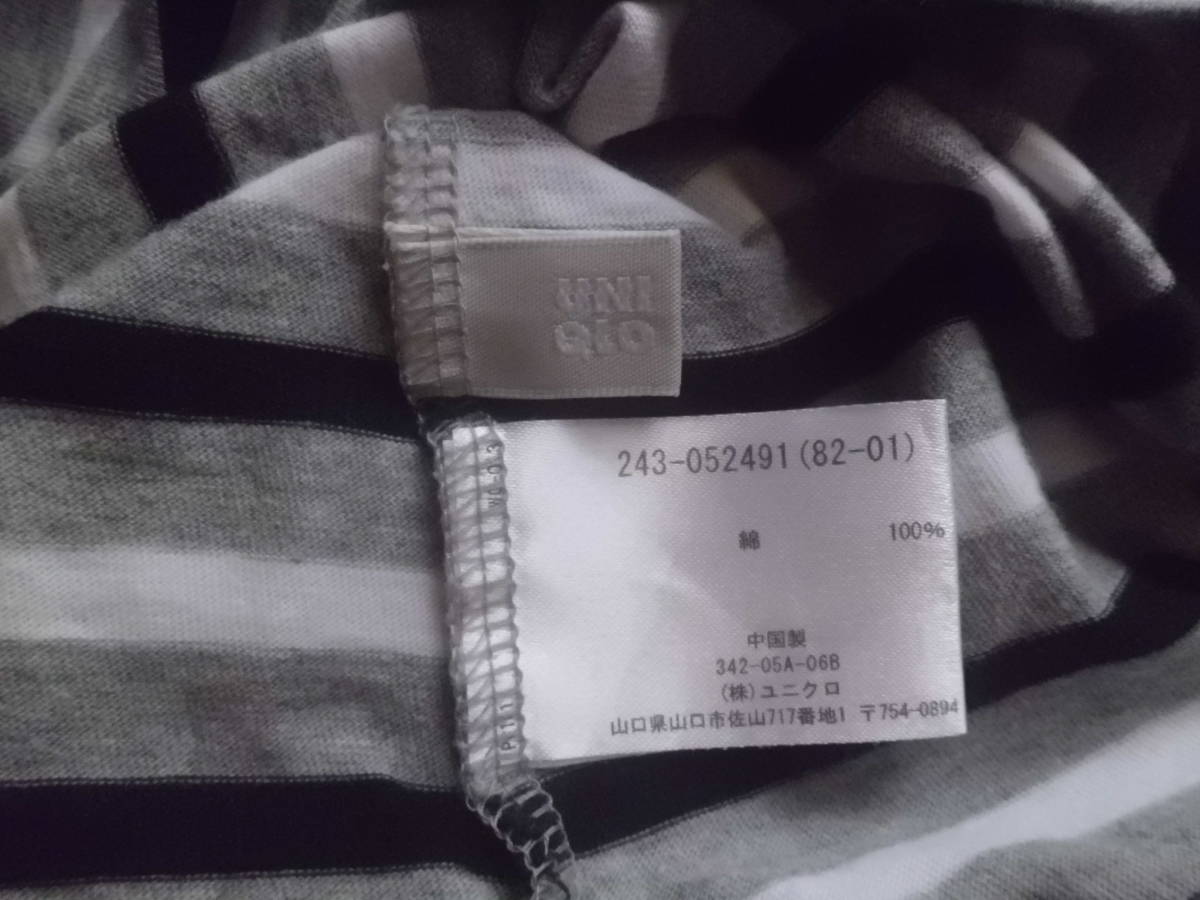 UNI
QLO
243-052491(82-01)
綿 100%
中国製
342-05A-06B
(株)ユニクロ
山口県山口市佐山717番地1 〒754-0894